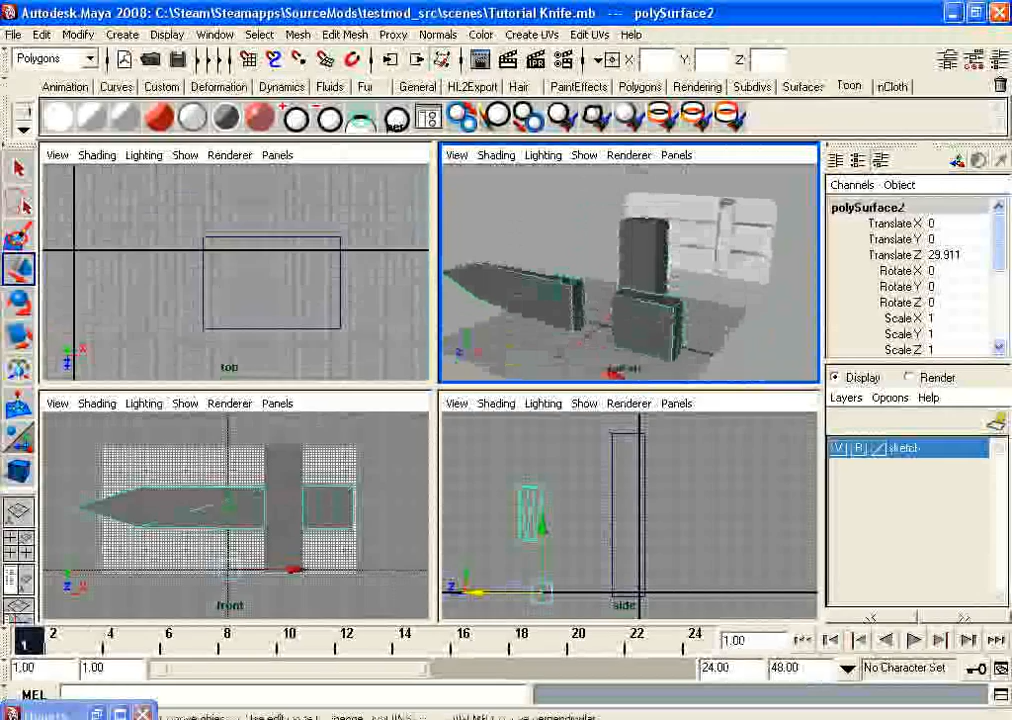 Autodesk Maya 2008: C:\Steam\Steamapps\SourceMods\testmod_src\scenes\Tutorial Knife.mb --- polySurface2
File Edit Modify Create Display Window Select Mesh Edit Mesh Proxy Normals Color Create UVs Edit UVs Help
Polygons X: Y: Z:
Animation Curves Custom Deformation Dynamics Fluids Fur General HL2Export Hair PaintEffects Polygons Rendering Subdivs Surfaces Toon nCloth
View Shading Lighting Show Renderer Panels
View Shading Lighting Show Renderer Panels
Channels Object
polySurface2
Translate X 0
Translate Y 0
Translate Z 29.911
Rotate X 0
Rotate Y 0
Rotate Z 0
Scale X 1
Scale Y 1
Scale Z 1
top
Display Render
Layers Options Help
V R sketch
View Shading Lighting Show Renderer Panels
View Shading Lighting Show Renderer Panels
front
side
1 2 4 6 8 10 12 14 16 18 20 22 24 1.00
1.00 1.00 24.00 48.00 No Character Set
MEL